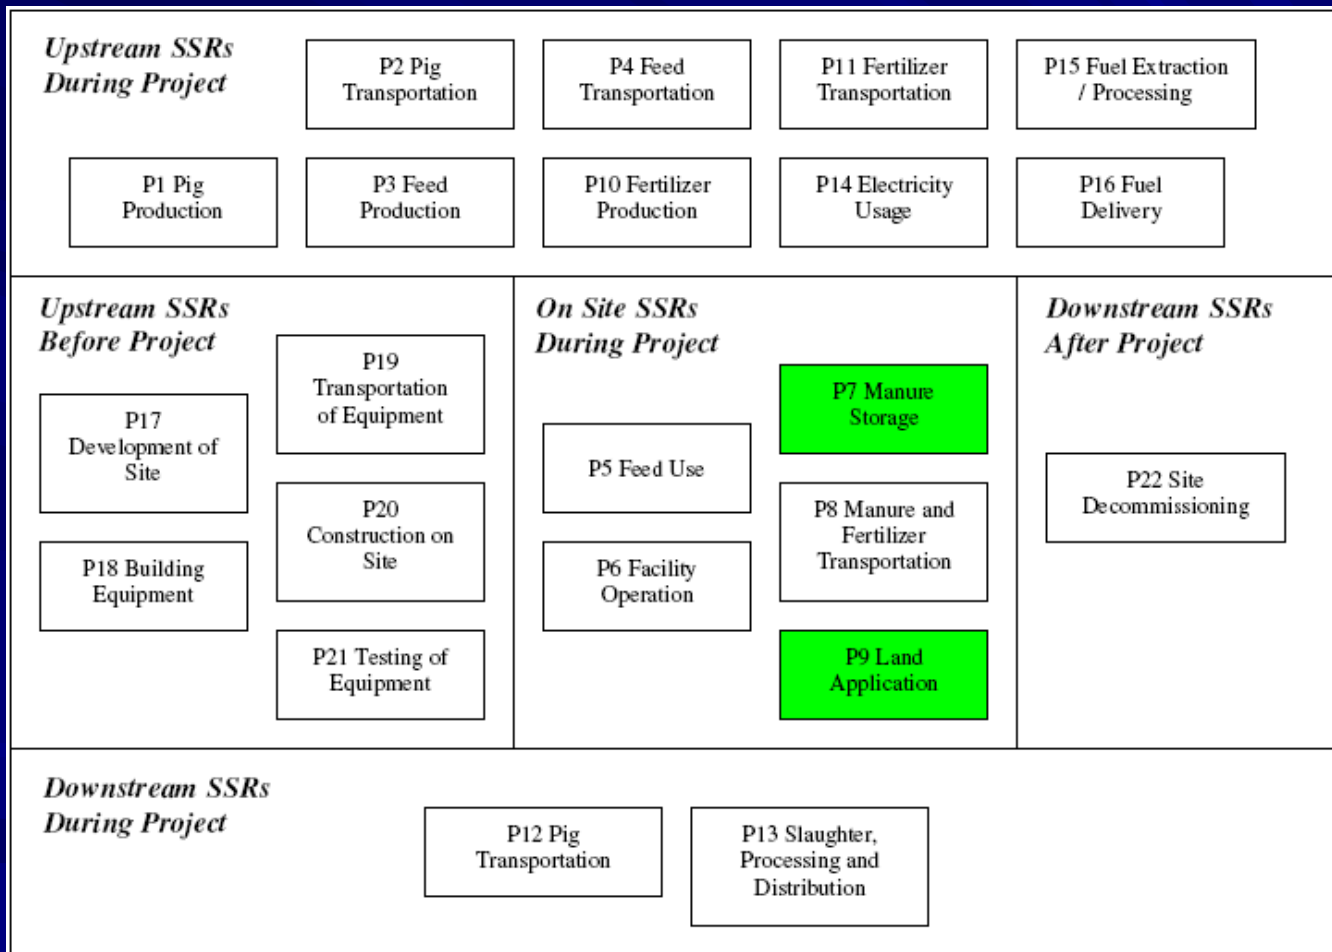 Upstream SSRs
During Project
P2 Pig
Transportation
P4 Feed
Transportation
P11 Fertilizer
Transportation
P15 Fuel Extraction
/ Processing
P1 Pig
Production
P3 Feed
Production
P10 Fertilizer
Production
P14 Electricity
Usage
P16 Fuel
Delivery
Upstream SSRs
Before Project
P17
Development of
Site
P18 Building
Equipment
P19
Transportation
of Equipment
P20
Construction on
Site
P21 Testing of
Equipment
On Site SSRs
During Project
P5 Feed Use
P6 Facility
Operation
P7 Manure
Storage
P8 Manure and
Fertilizer
Transportation
P9 Land
Application
Downstream SSRs
After Project
P22 Site
Decommissioning
Downstream SSRs
During Project
P12 Pig
Transportation
P13 Slaughter,
Processing and
Distribution